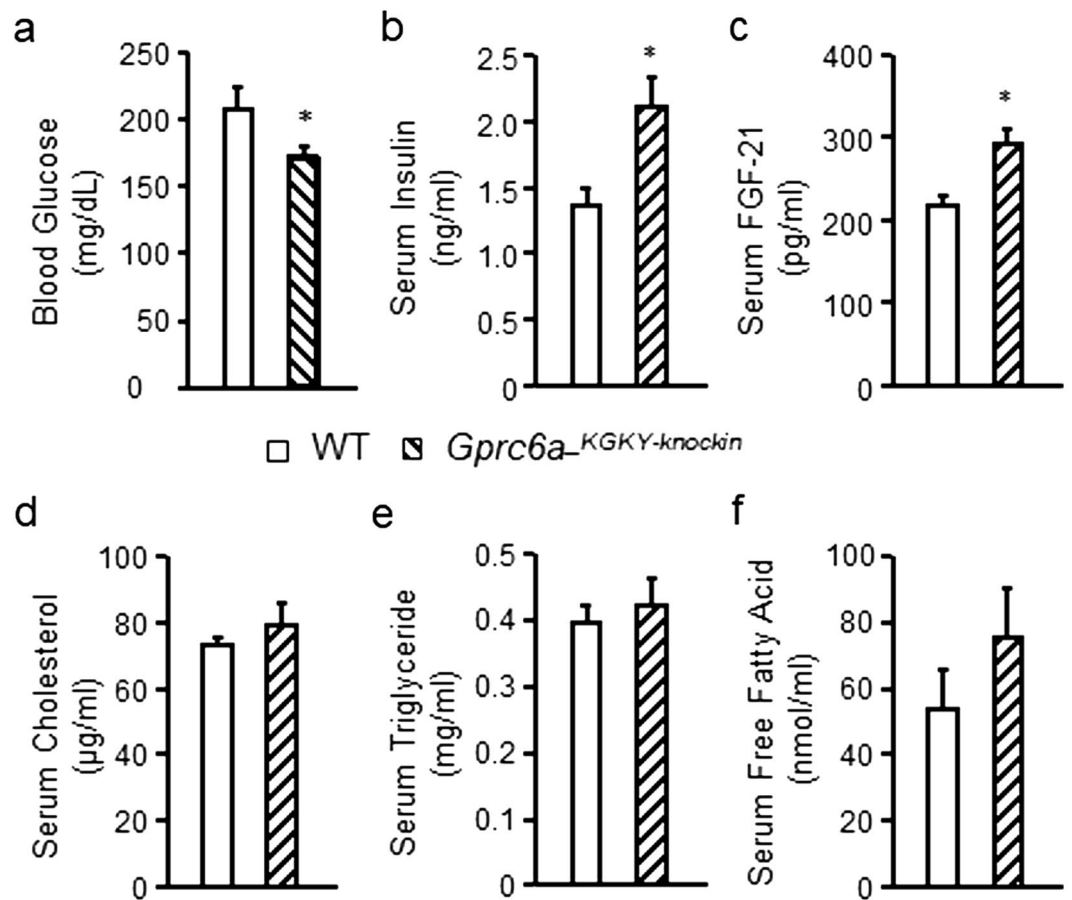 a
Blood Glucose
(mg/dL)
250
200
150
100
50
0
*
b
Serum Insulin
(ng/ml)
2.5
2.0
1.5
1.0
0.5
0
*
c
Serum FGF-21
(pg/ml)
400
300
200
100
0
*
WT
Gprc6a-KGKY-knockin
d
Serum Cholesterol
(µg/ml)
100
80
60
40
20
0
e
Serum Triglyceride
(mg/ml)
0.5
0.4
0.3
0.2
0.1
0
f
Serum Free Fatty Acid
(nmol/ml)
100
80
60
40
20
0